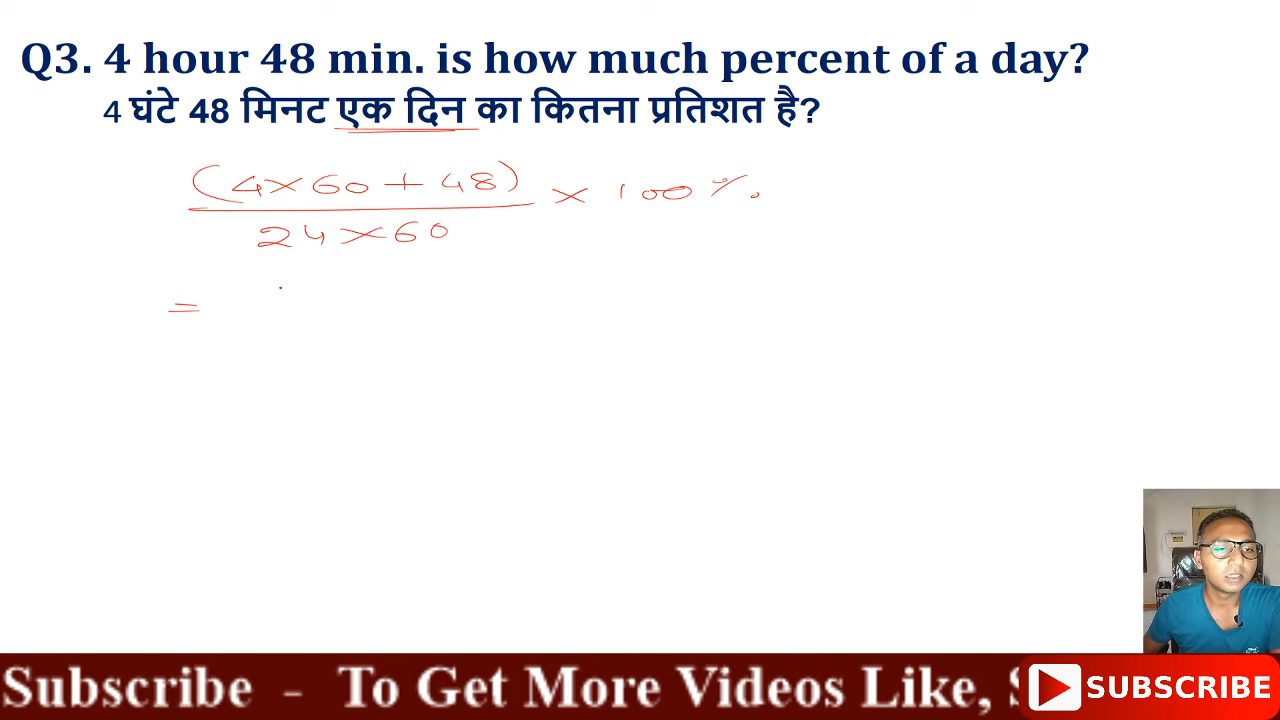 Q3. 4 hour 48 min. is how much percent of a day?
4 घंटे 48 मिनट एक दिन का कितना प्रतिशत है?
(4×60+48)
× 100 %.
24×60
=
Subscribe - To Get More Videos Like, S
SUBSCRIBE